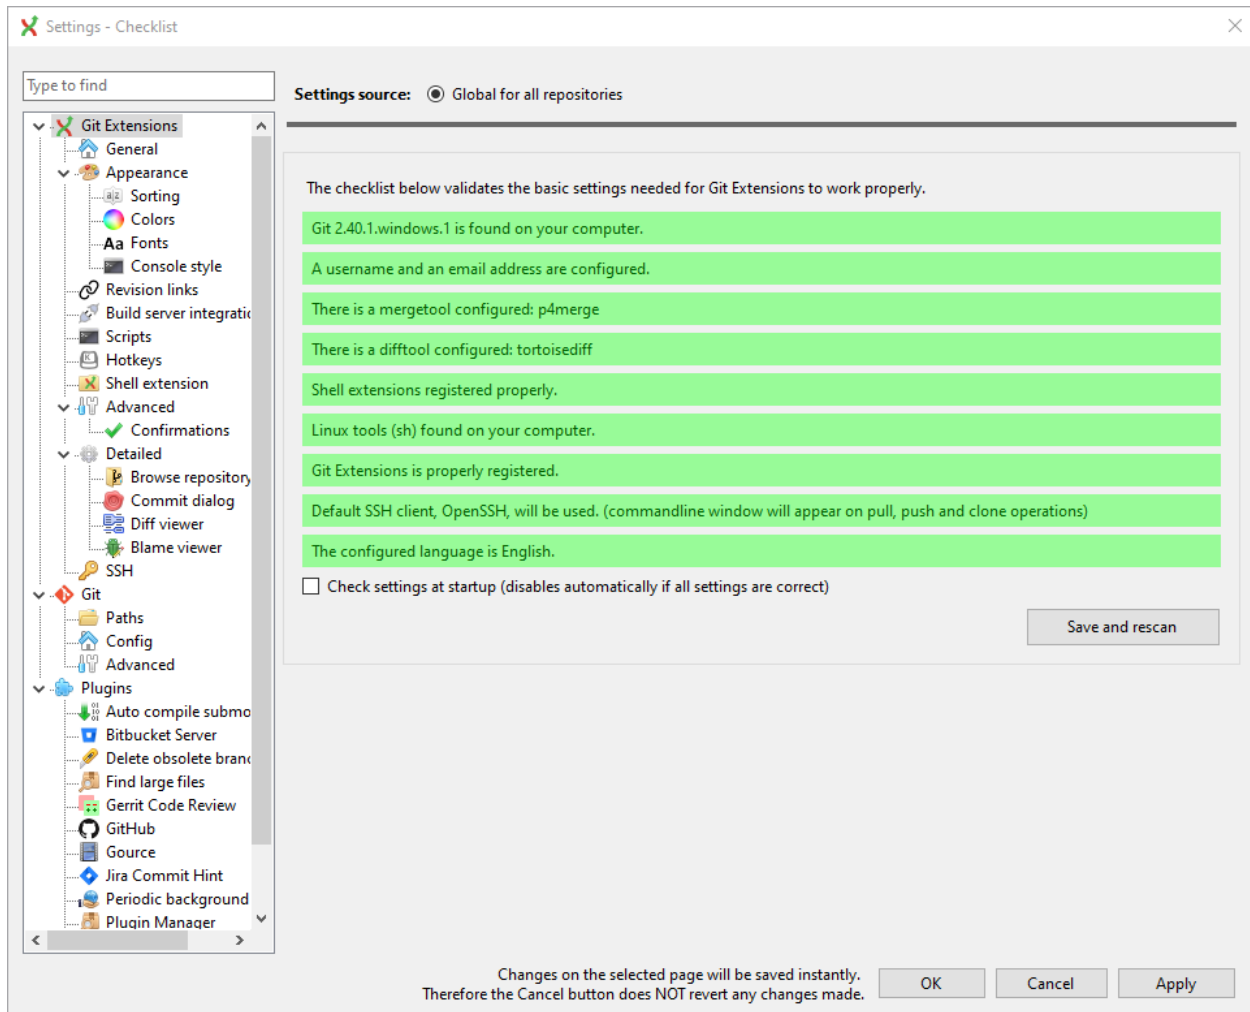 Settings - Checklist
Type to find
Git Extensions
General
Appearance
Sorting
Colors
Aa Fonts
Console style
Revision links
Build server integratic
Scripts
Hotkeys
Shell extension
Advanced
Confirmations
Detailed
Browse repository
Commit dialog
Diff viewer
Blame viewer
SSH
Git
Paths
Config
Advanced
Plugins
Auto compile submo
Bitbucket Server
Delete obsolete branc
Find large files
Gerrit Code Review
GitHub
Gource
Jira Commit Hint
Periodic background
Plugin Manager
Settings source: Global for all repositories
The checklist below validates the basic settings needed for Git Extensions to work properly.
Git 2.40.1.windows.1 is found on your computer.
A username and an email address are configured.
There is a mergetool configured: p4merge
There is a difftool configured: tortoisediff
Shell extensions registered properly.
Linux tools (sh) found on your computer.
Git Extensions is properly registered.
Default SSH client, OpenSSH, will be used. (commandline window will appear on pull, push and clone operations)
The configured language is English.
Check settings at startup (disables automatically if all settings are correct)
Save and rescan
Changes on the selected page will be saved instantly.
Therefore the Cancel button does NOT revert any changes made.
OK
Cancel
Apply